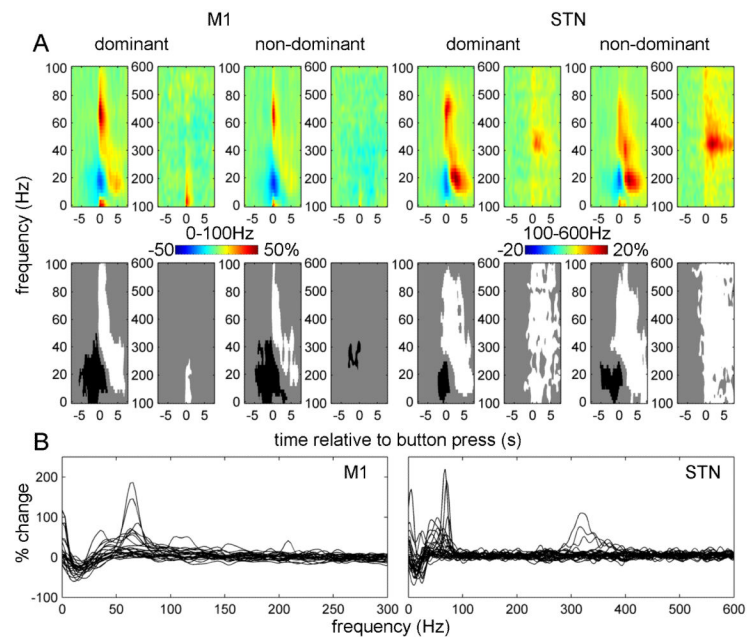 M1 STN
A
dominant non-dominant dominant non-dominant
100 600 100 600 100 600 100 600
80 500 80 500 80 500 80 500
60 400 60 400 60 400 60 400
40 300 40 300 40 300 40 300
20 200 20 200 20 200 20 200
0 100 0 100 0 100 0 100
-5 0 5 -5 0 5 -5 0 5 -5 0 5 -5 0 5 -5 0 5 -5 0 5 -5 0 5
frequency (Hz)
0-100Hz 100-600Hz
-50 50% -20 20%
100 600 100 600 100 600 100 600
80 500 80 500 80 500 80 500
60 400 60 400 60 400 60 400
40 300 40 300 40 300 40 300
20 200 20 200 20 200 20 200
0 100 0 100 0 100 0 100
-5 0 5 -5 0 5 -5 0 5 -5 0 5 -5 0 5 -5 0 5 -5 0 5 -5 0 5
time relative to button press (s)
B
M1 STN
200
100
0
-100
% change
0 50 100 150 200 250 300 0 100 200 300 400 500 600
frequency (Hz)